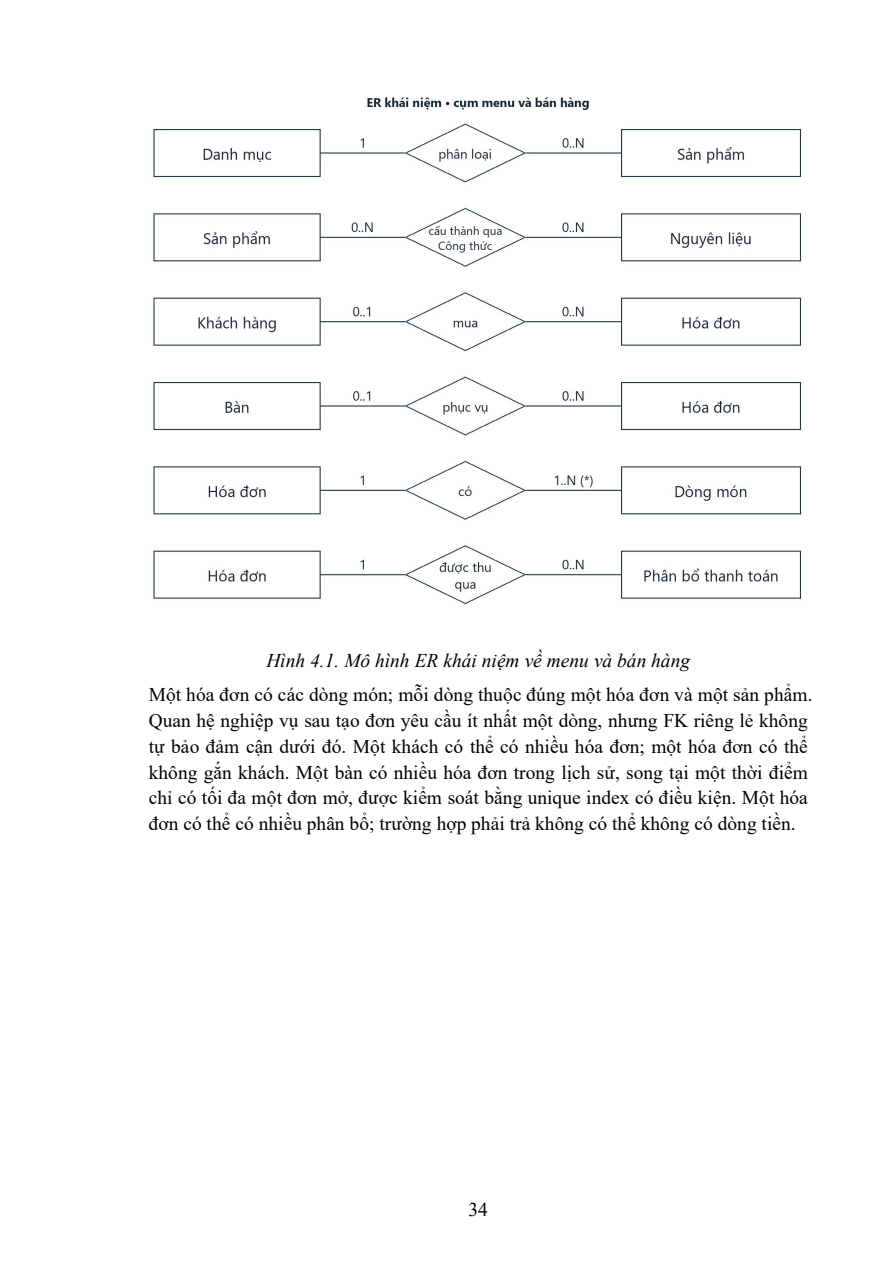 ER khái niệm • cụm menu và bán hàng
Danh mục 1 phân loại 0..N Sản phẩm
Sản phẩm 0..N cấu thành qua Công thức 0..N Nguyên liệu
Khách hàng 0..1 mua 0..N Hóa đơn
Bàn 0..1 phục vụ 0..N Hóa đơn
Hóa đơn 1 có 1..N (*) Dòng món
Hóa đơn 1 được thu qua 0..N Phân bổ thanh toán
Hình 4.1. Mô hình ER khái niệm về menu và bán hàng
Một hóa đơn có các dòng món; mỗi dòng thuộc đúng một hóa đơn và một sản phẩm.
Quan hệ nghiệp vụ sau tạo đơn yêu cầu ít nhất một dòng, nhưng FK riêng lẻ không
tự bảo đảm cận dưới đó. Một khách có thể có nhiều hóa đơn; một hóa đơn có thể
không gắn khách. Một bàn có nhiều hóa đơn trong lịch sử, song tại một thời điểm
chỉ có tối đa một đơn mở, được kiểm soát bằng unique index có điều kiện. Một hóa
đơn có thể có nhiều phân bổ; trường hợp phải trả không có thể không có dòng tiền.
34